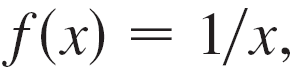 f(x) = 1/x,